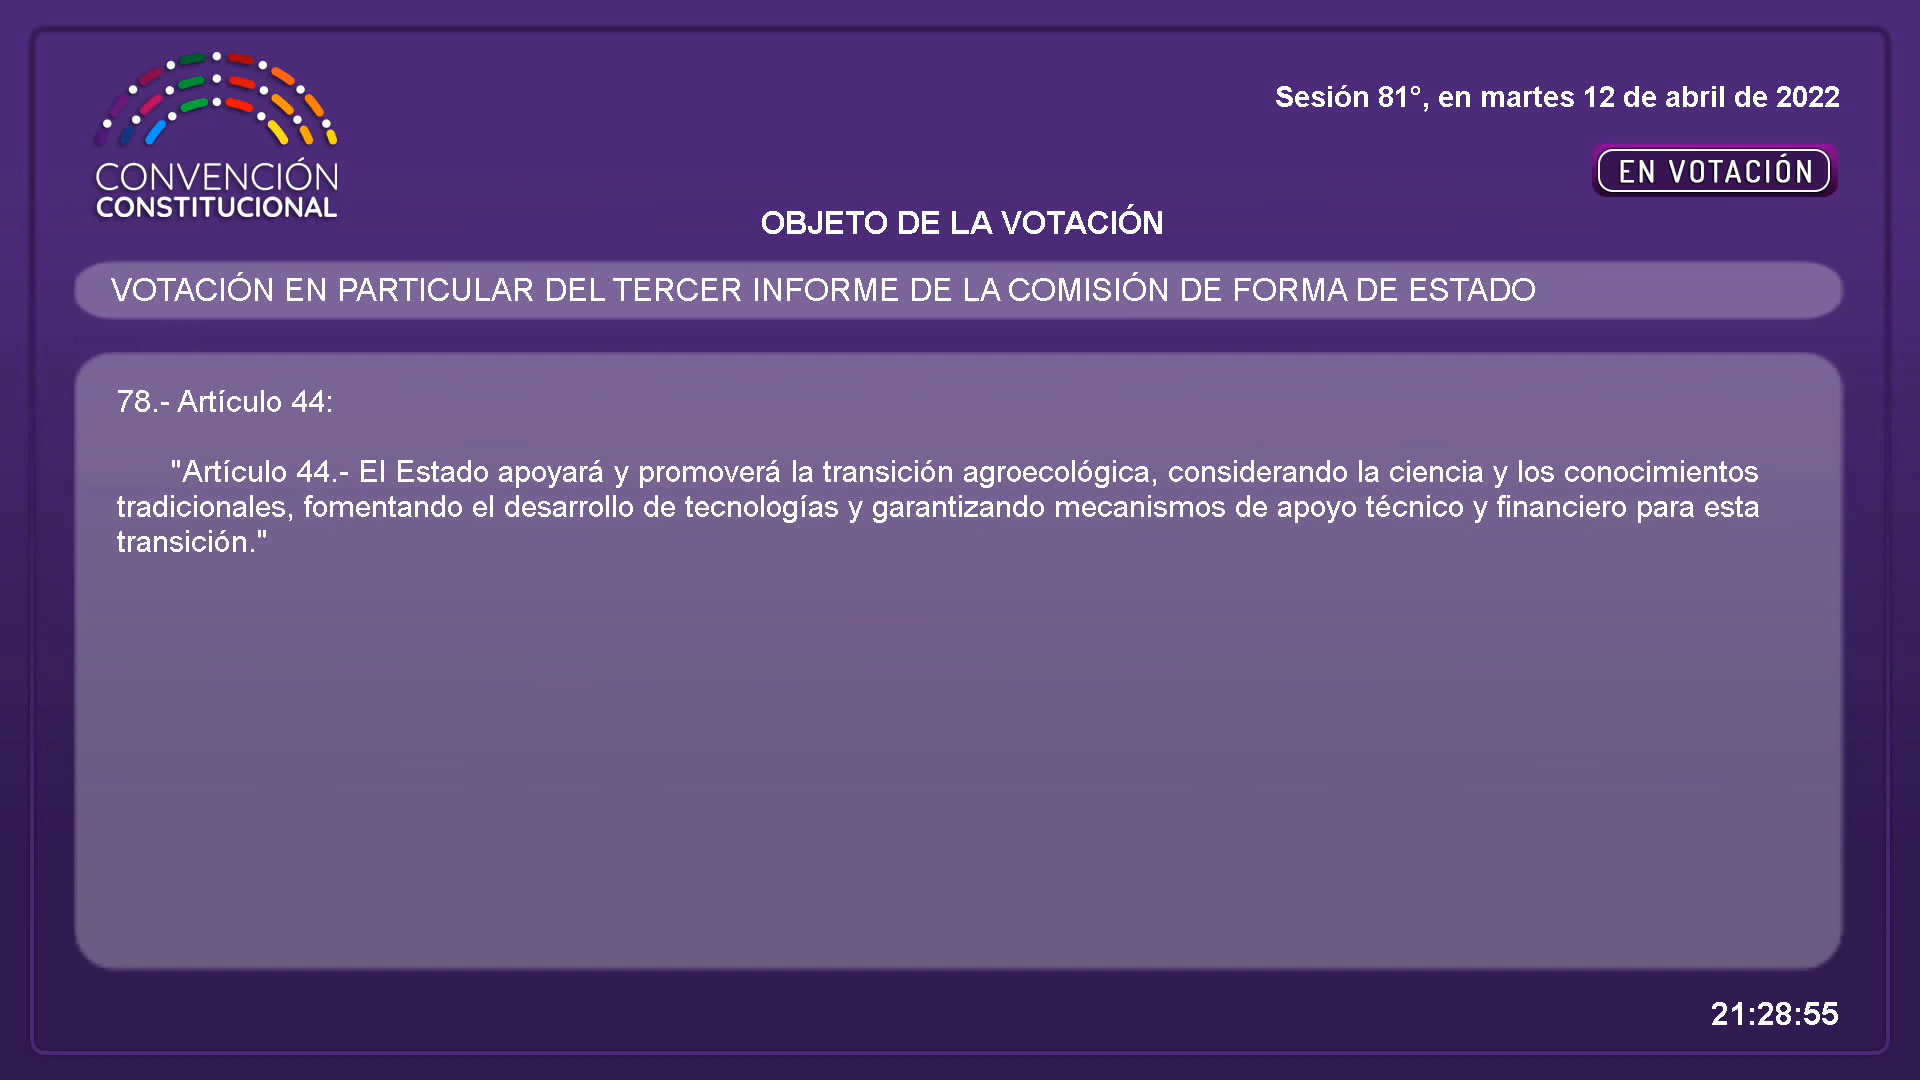 CONVENCIÓN
CONSTITUCIONAL
Sesión 81°, en martes 12 de abril de 2022
EN VOTACIÓN
OBJETO DE LA VOTACIÓN
VOTACIÓN EN PARTICULAR DEL TERCER INFORME DE LA COMISIÓN DE FORMA DE ESTADO
78.- Artículo 44:
"Artículo 44.- El Estado apoyará y promoverá la transición agroecológica, considerando la ciencia y los conocimientos
tradicionales, fomentando el desarrollo de tecnologías y garantizando mecanismos de apoyo técnico y financiero para esta
transición."
21:28:55